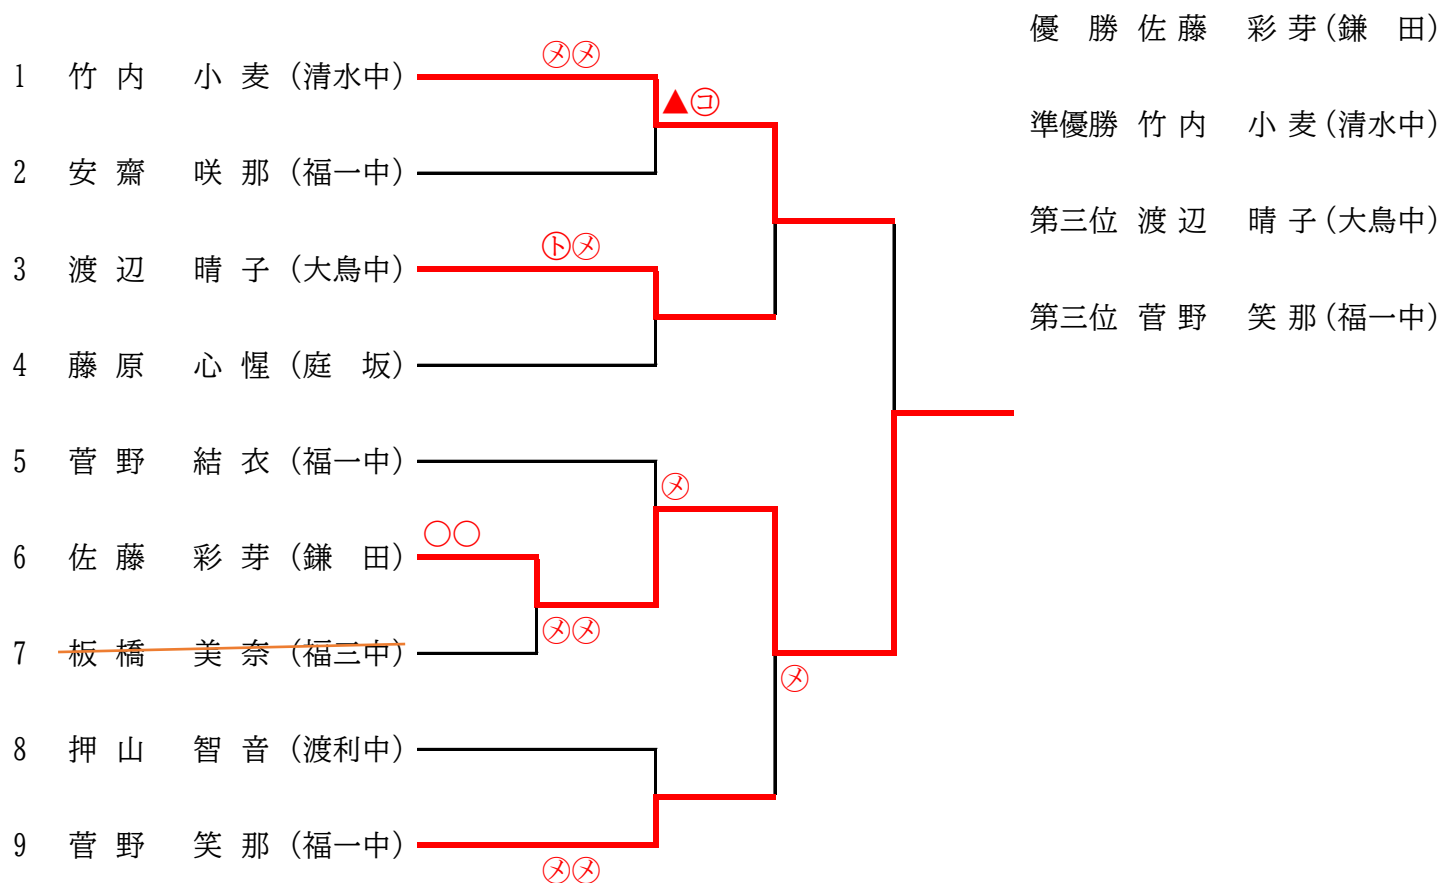 優　勝 佐藤　彩芽(鎌　田)
㋱㋱
1 竹内　小麦(清水中)
▲㋙
準優勝 竹内　小麦(清水中)
2 安齋　咲那(福一中)
第三位 渡辺　晴子(大鳥中)
㋣㋱
3 渡辺　晴子(大鳥中)
第三位 菅野　笑那(福一中)
4 藤原　心惺(庭　坂)
5 菅野　結衣(福一中)
㋱
○○
6 佐藤　彩芽(鎌　田)
㋱㋱
7 板橋　美奈(福三中)
㋱
8 押山　智音(渡利中)
9 菅野　笑那(福一中)
㋱㋱